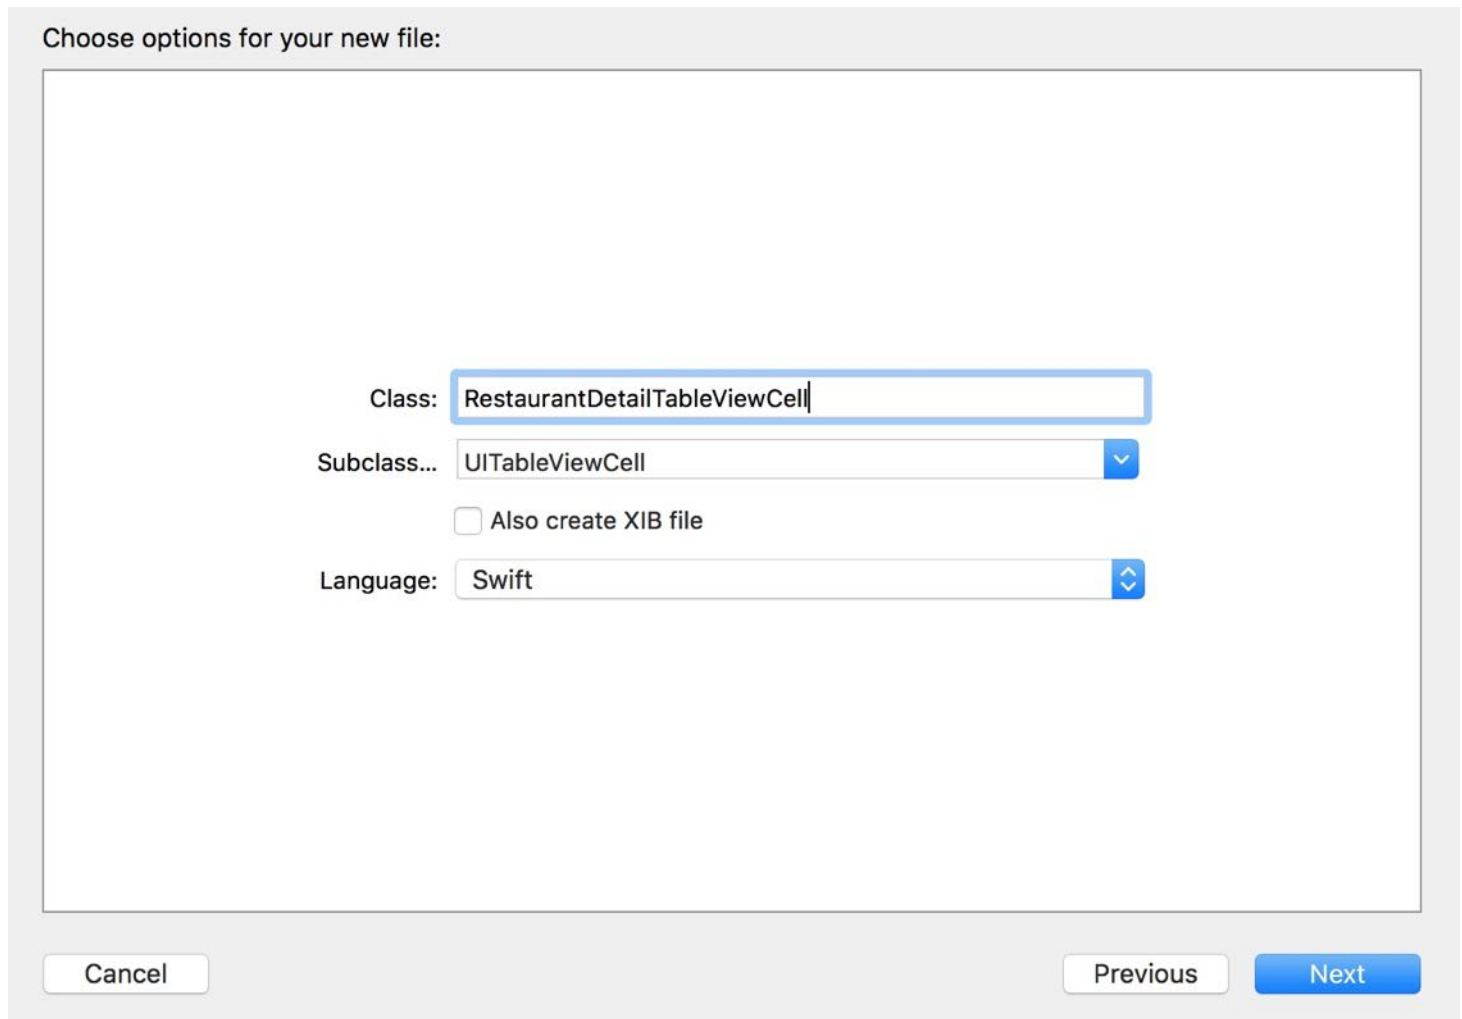 Choose options for your new file:
Class: RestaurantDetailTableViewCell
Subclass... UITableViewCell
Also create XIB file
Language: Swift
Cancel Previous Next